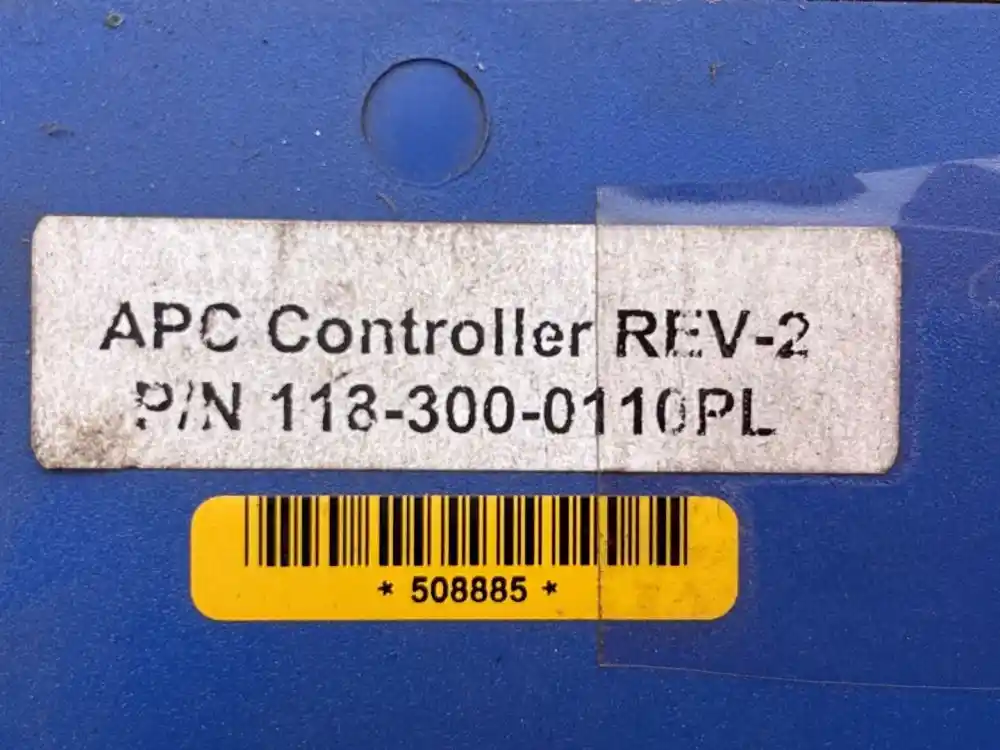 APC Controller REV-2
P/N 118-300-0110PL
* 508885 *